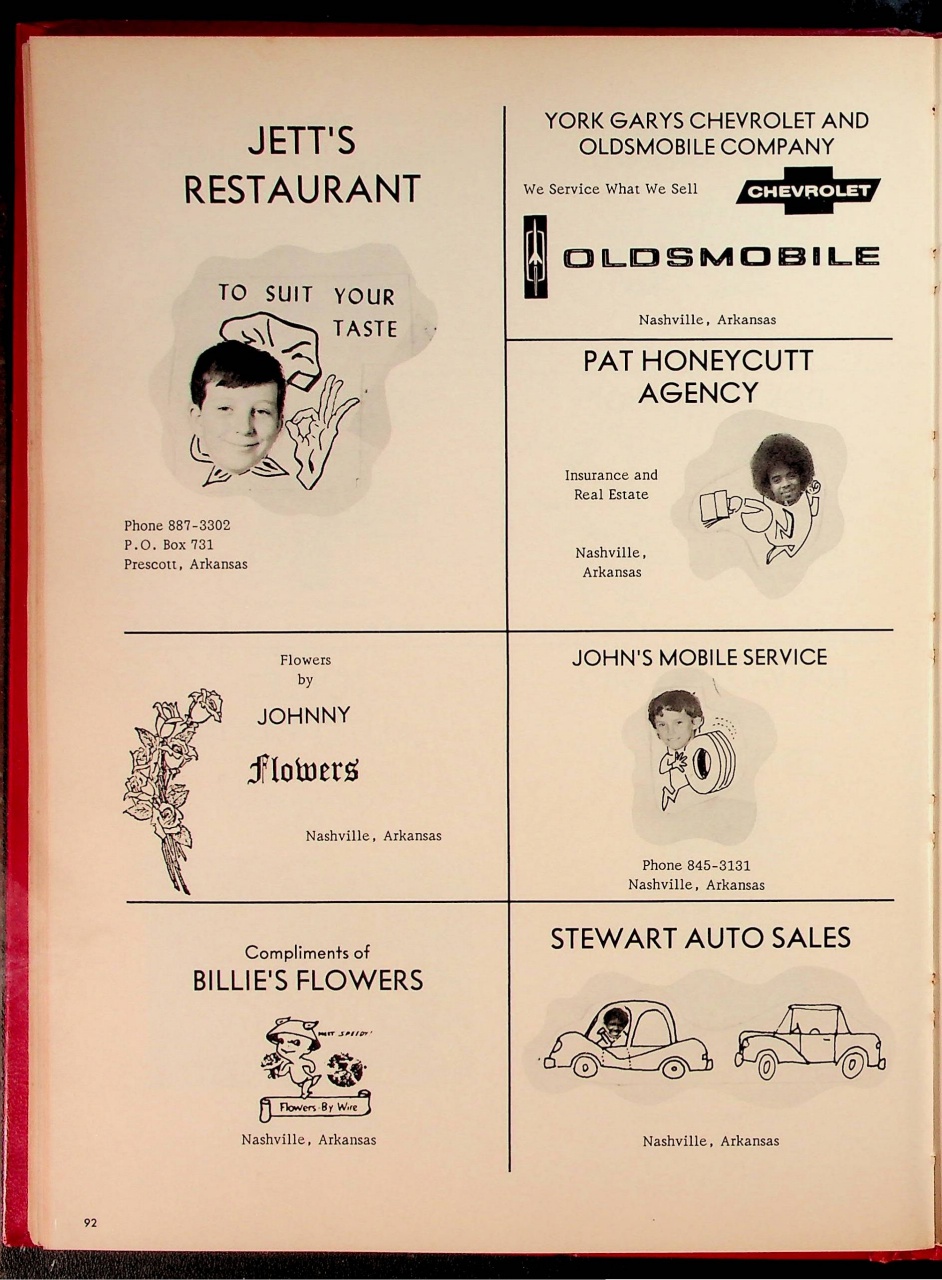 JETT'S
RESTAURANT
TO SUIT YOUR
TASTE
Phone 887-3302
P.O. Box 731
Prescott, Arkansas
YORK GARYS CHEVROLET AND
OLDSMOBILE COMPANY
We Service What We Sell
CHEVROLET
OLDSMOBILE
Nashville, Arkansas
PAT HONEYCUTT
AGENCY
Insurance and
Real Estate
Nashville,
Arkansas
Flowers
by
JOHNNY
Flowers
Nashville, Arkansas
JOHN'S MOBILE SERVICE
Phone 845-3131
Nashville, Arkansas
Compliments of
BILLIE'S FLOWERS
SPEEDY'
Flowers-By Wire
Nashville, Arkansas
STEWART AUTO SALES
Nashville, Arkansas
92